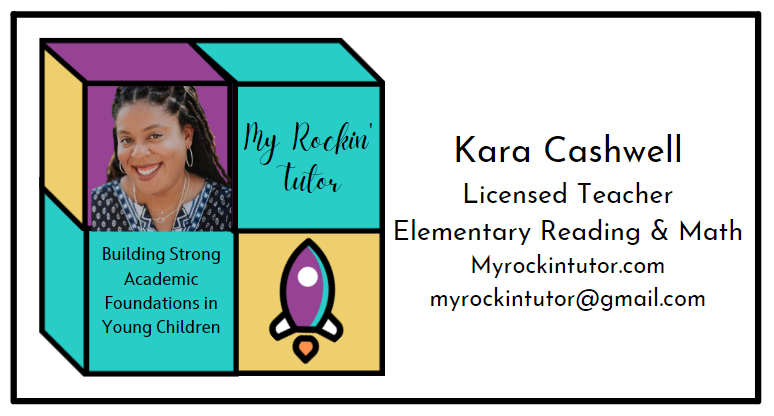 My Rockin'
tutor
Building Strong
Academic
Foundations in
Young Children
Kara Cashwell
Licensed Teacher
Elementary Reading & Math
Myrockintutor.com
myrockintutor@gmail.com